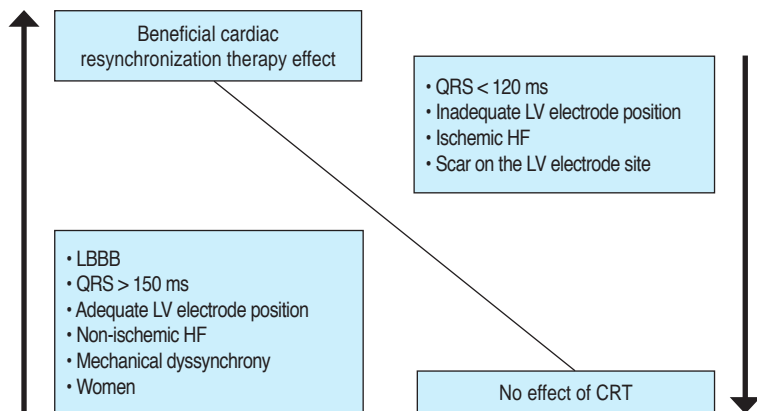 Beneficial cardiac
resynchronization therapy effect
• QRS < 120 ms
• Inadequate LV electrode position
• Ischemic HF
• Scar on the LV electrode site
• LBBB
• QRS > 150 ms
• Adequate LV electrode position
• Non-ischemic HF
• Mechanical dyssynchrony
• Women
No effect of CRT